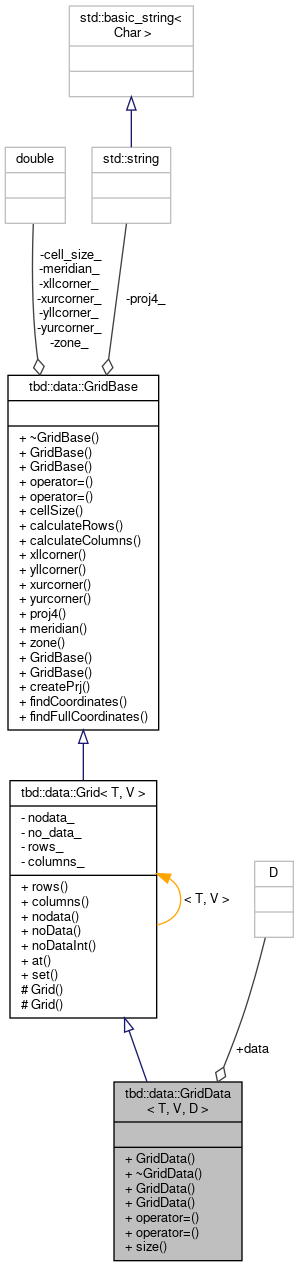 std::basic_string<
Char >
double
std::string
-cell_size_
-meridian_
-xllcorner_
-xurcorner_
-yllcorner_
-yurcorner_
-zone_
-proj4_
tbd::data::GridBase
+ ~GridBase()
+ GridBase()
+ GridBase()
+ operator=()
+ operator=()
+ cellSize()
+ calculateRows()
+ calculateColumns()
+ xllcorner()
+ yllcorner()
+ xurcorner()
+ yurcorner()
+ proj4()
+ meridian()
+ zone()
+ GridBase()
+ GridBase()
+ createPrj()
+ findCoordinates()
+ findFullCoordinates()
tbd::data::Grid< T, V >
- nodata_
- no_data_
- rows_
- columns_
+ rows()
+ columns()
+ nodata()
+ noData()
+ noDataInt()
+ at()
+ set()
# Grid()
# Grid()
< T, V >
D
+data
tbd::data::GridData
< T, V, D >
+ GridData()
+ ~GridData()
+ GridData()
+ GridData()
+ operator=()
+ operator=()
+ size()